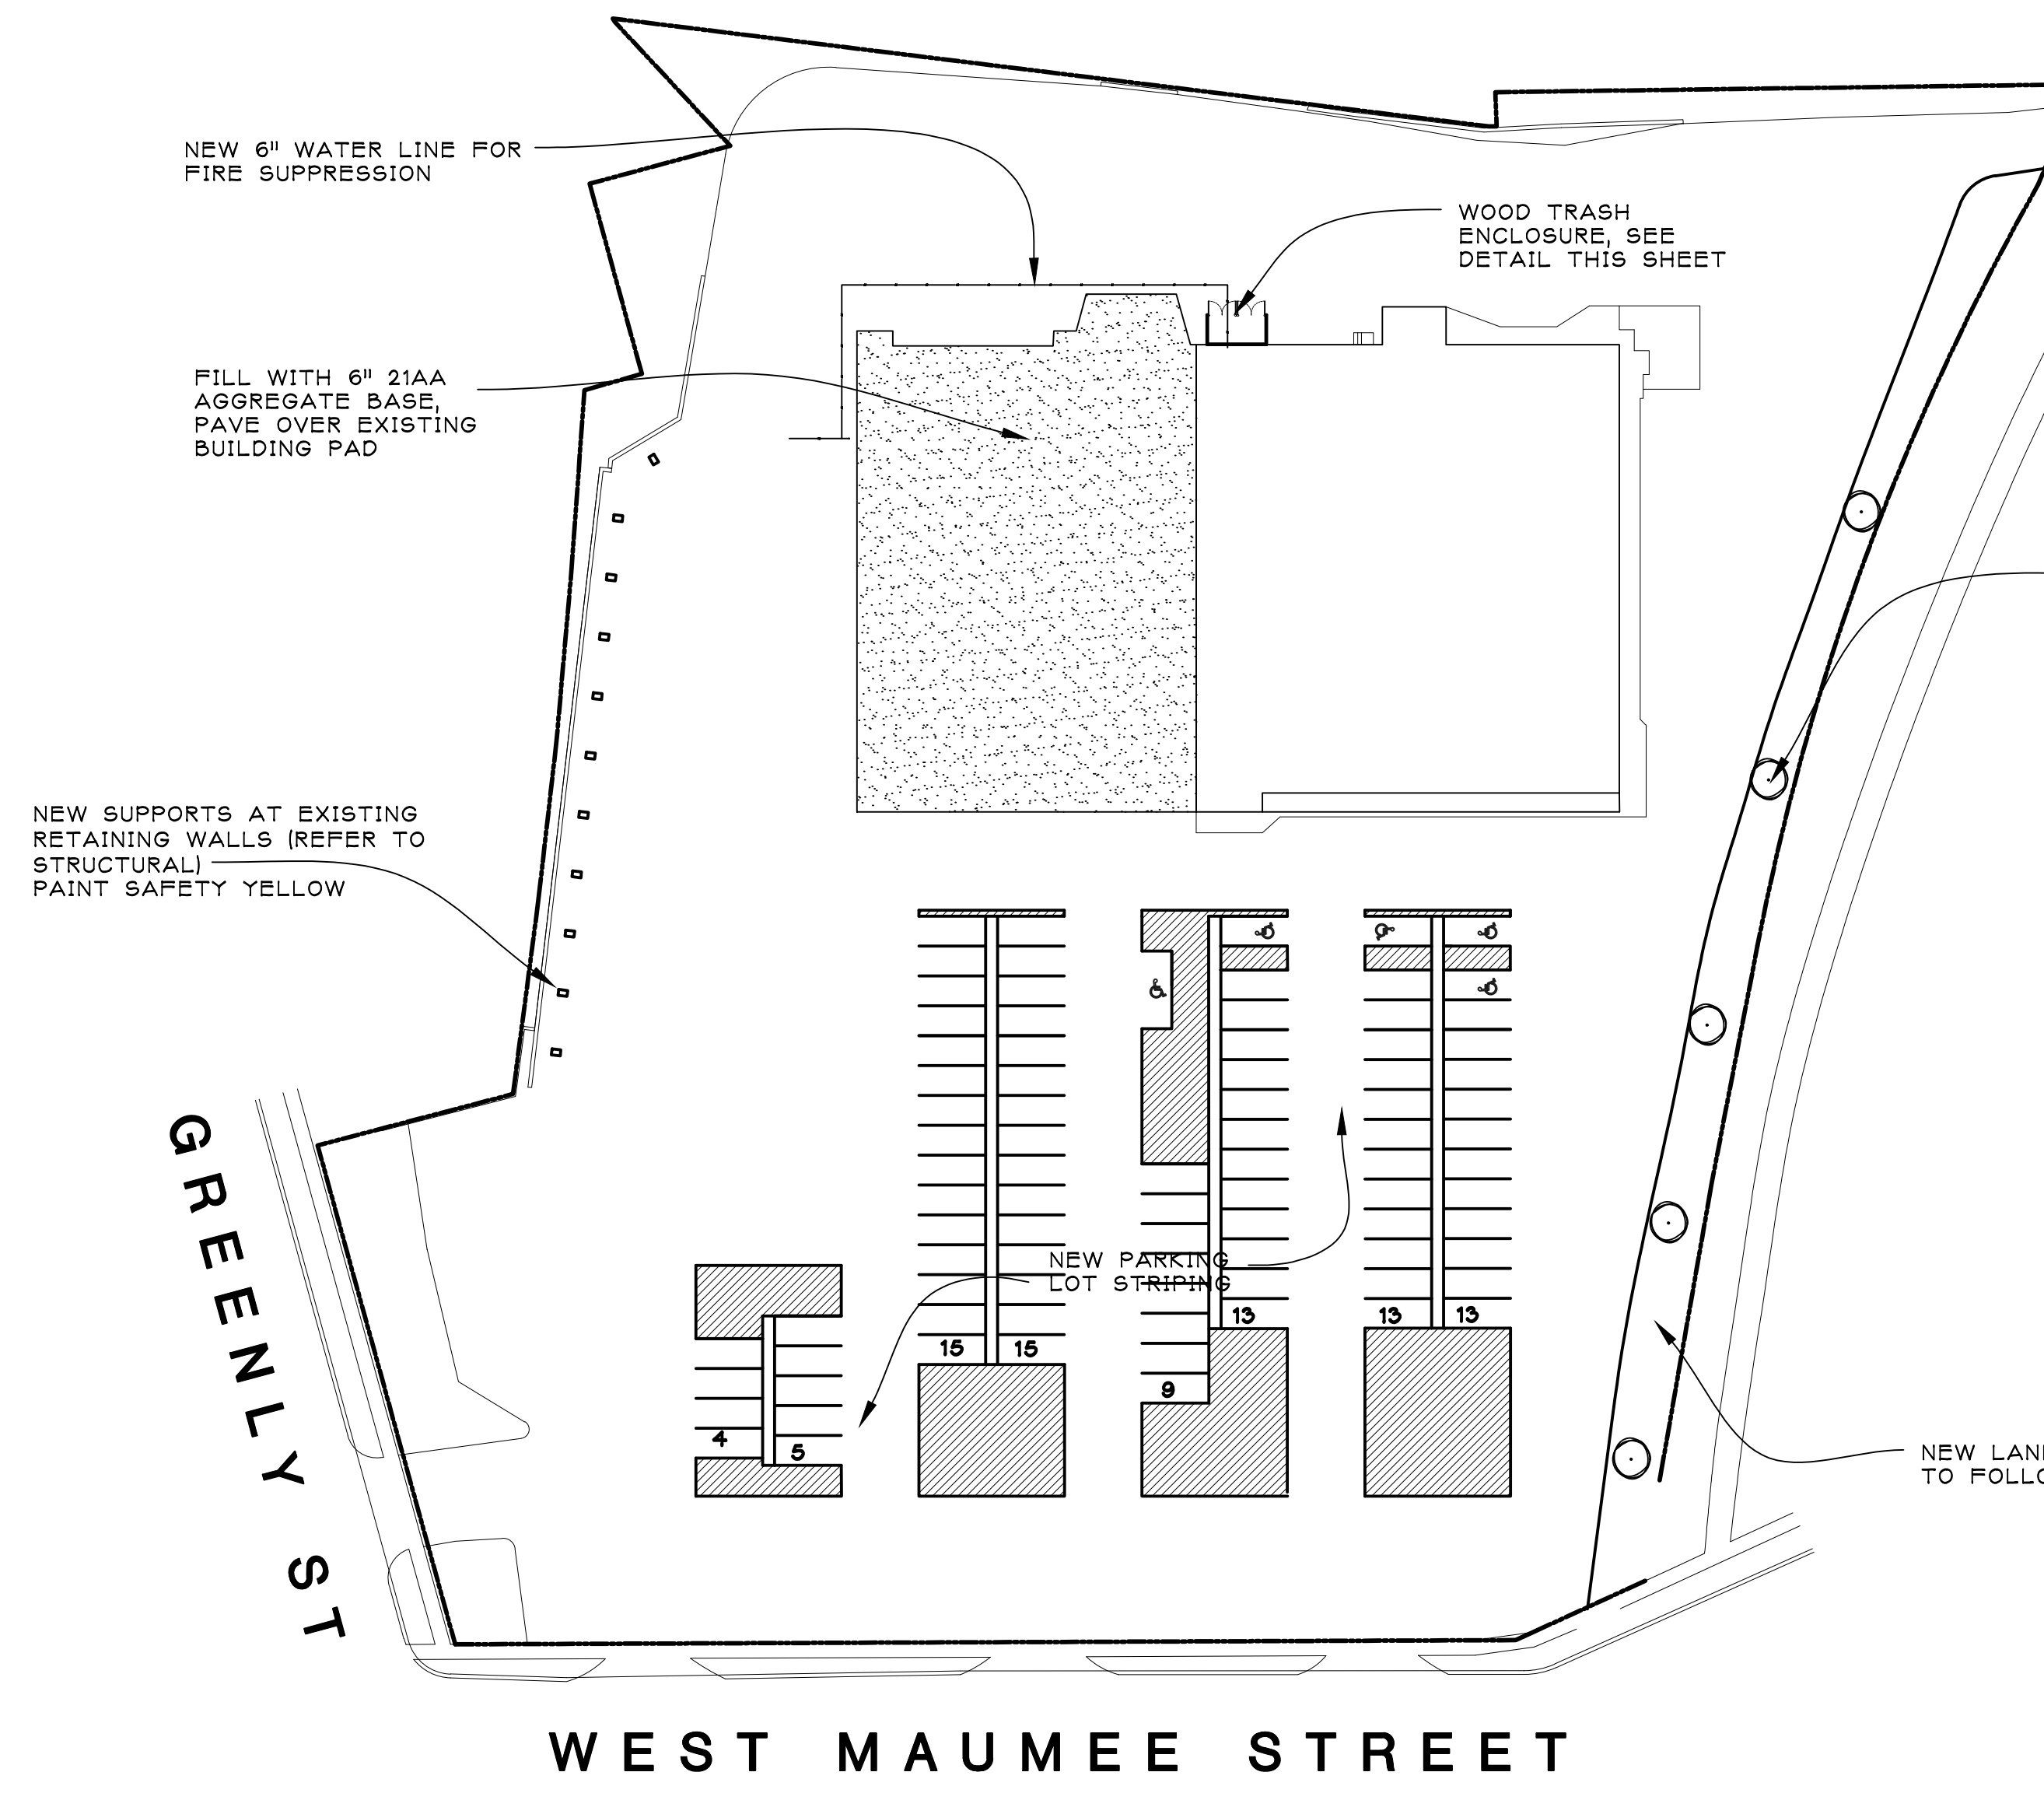 NEW 6" WATER LINE FOR
FIRE SUPPRESSION
WOOD TRASH
ENCLOSURE, SEE
DETAIL THIS SHEET
FILL WITH 6" 21AA
AGGREGATE BASE,
PAVE OVER EXISTING
BUILDING PAD
NEW SUPPORTS AT EXISTING
RETAINING WALLS (REFER TO
STRUCTURAL)
PAINT SAFETY YELLOW
GREENLY ST
NEW PARKING
LOT STRIPING
15
15
13
13
13
9
4
5
NEW
TO
WEST MAUMEE STREET